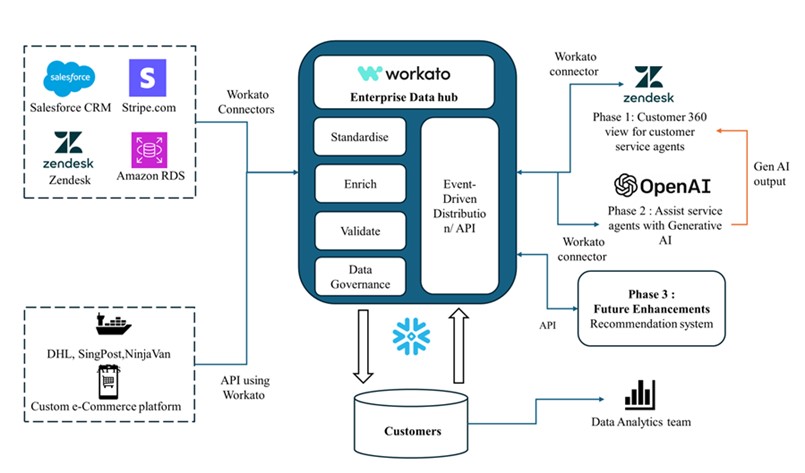 salesforce
Salesforce CRM
S
Stripe.com
zendesk
Zendesk
Amazon RDS
Workato
Connectors
DHL, SingPost,NinjaVan
APIs
Custom e-Commerce platform
API using
Workato
workato
Enterprise Data hub
Standardise
Enrich
Validate
Data
Governance
Event-
Driven
Distributio
n/ API
Customers
Workato
connector
zendesk
Phase 1: Customer 360
view for customer
service agents
OpenAI
Phase 2 : Assist service
agents with Generative
AI
Gen AI
output
Workato
connector
API
Phase 3 :
Future Enhancements
Recommendation system
Data Analytics team